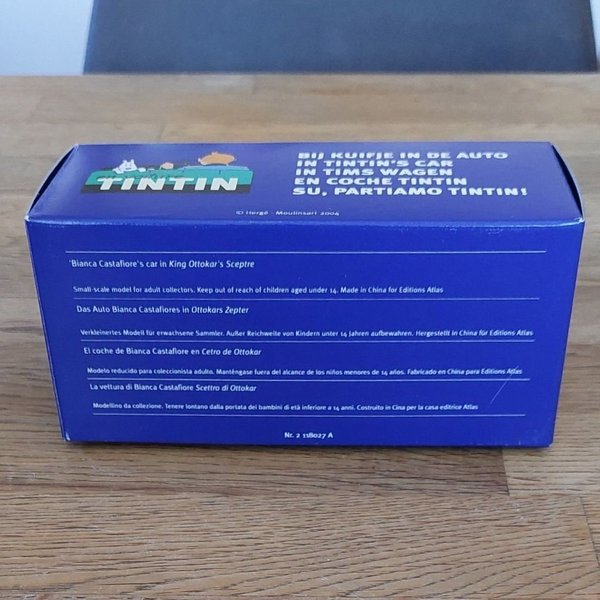 TINTIN
BIJ KUIFJE IN DE AUTO
IN TINTIN'S CAR
IN TIMS WAGEN
EN COCHE TINTIN
SU, PARTIAMO TINTIN!
© Hergé - Moulinsart 2004
'Bianca Castafiore's car in King Ottokar's Sceptre
Small-scale model for adult collectors. Keep out of reach of children aged under 14. Made in China for Editions Atlas
Das Auto Bianca Castafiores in Ottokars Zepter
Verkleinertes Modell für erwachsene Sammler. Außer Reichweite von Kindern unter 14 Jahren aufbewahren. Hergestellt in China für Editions Atlas
El coche de Bianca Castafiore en Cetro de Ottokar
Modelo reducido para coleccionista adulto. Manténgase fuera del alcance de los niños menores de 14 años. Fabricado en China para Editions Atlas
La vettura di Bianca Castafiore Scettro di Ottokar
Modellino da collezione. Tenere lontano dalla portata dei bambini di età inferiore a 14 anni. Costruito in Cina per la casa editrice Atlas
Nr. 2 118027 A